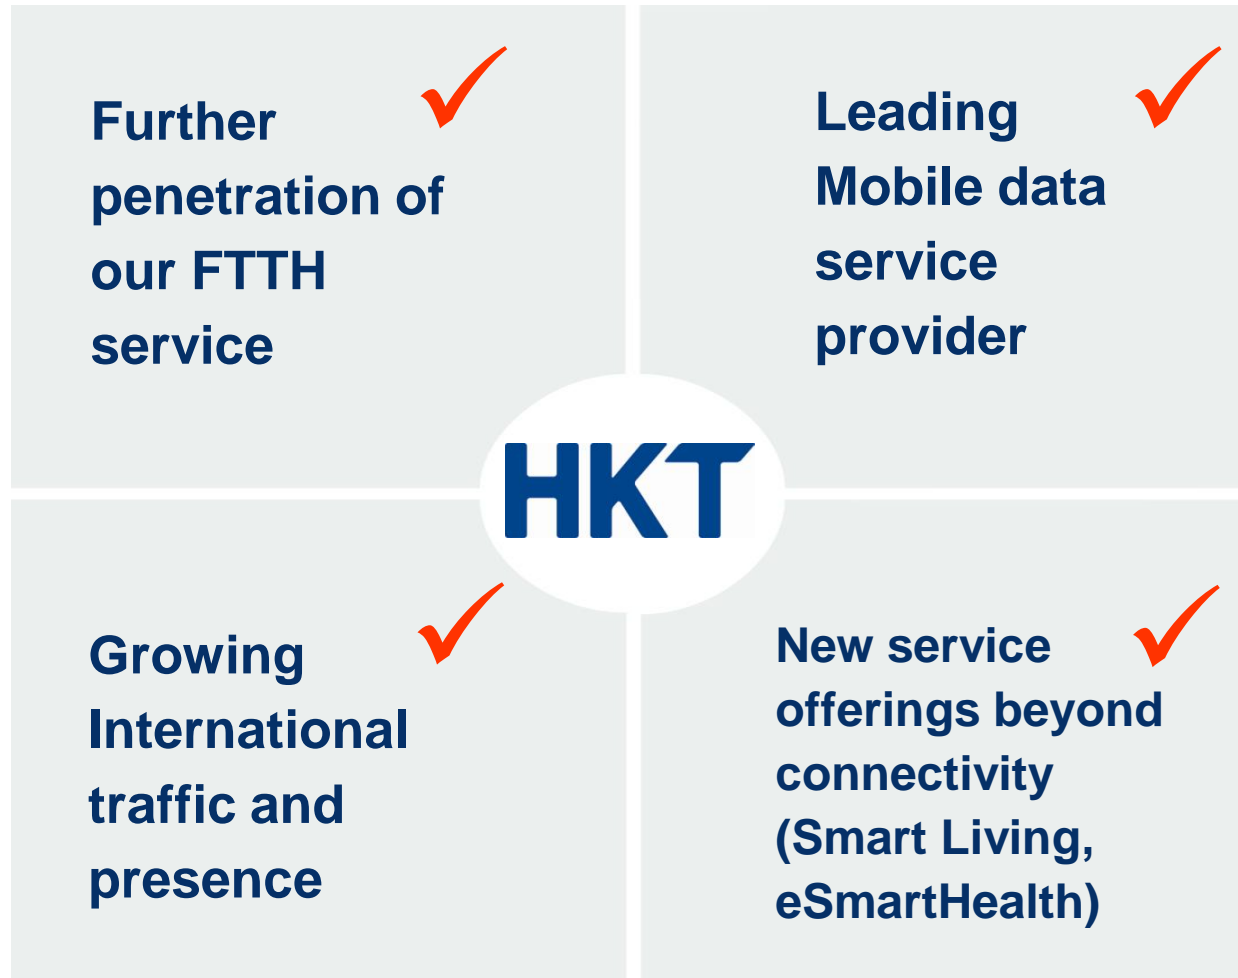 Further
penetration of
our FTTH
service
Leading
Mobile data
service
provider
HKT
Growing
International
traffic and
presence
New service
offerings beyond
connectivity
(Smart Living,
eSmartHealth)